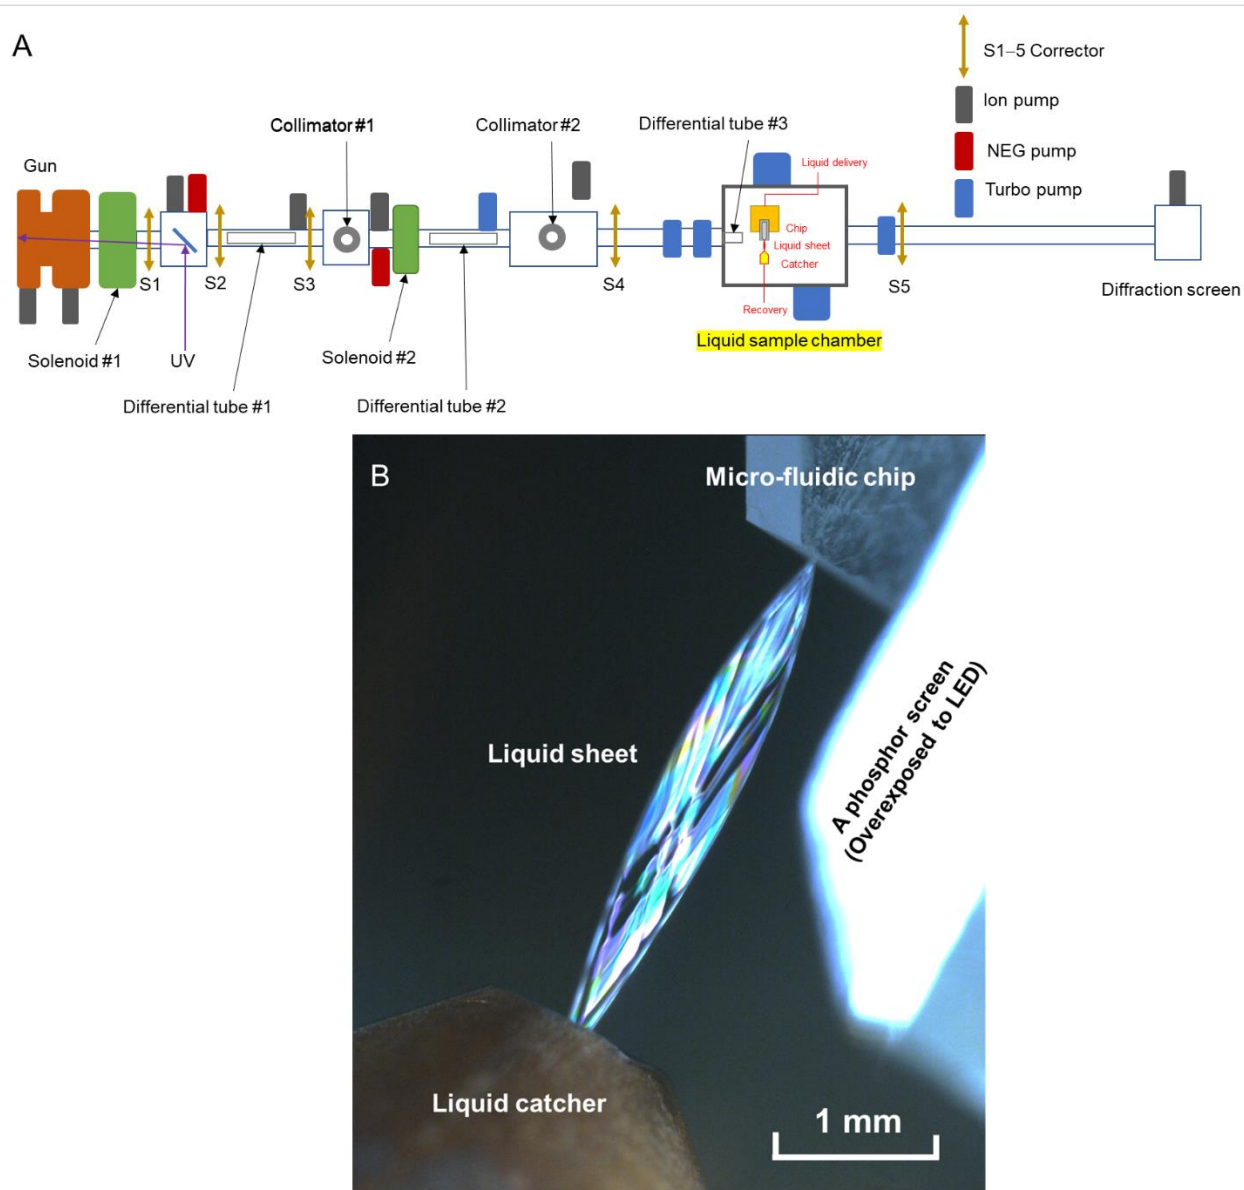 A
S1–5 Corrector
Ion pump
NEG pump
Turbo pump
Collimator #1
Collimator #2
Differential tube #3
Gun
Liquid delivery
Chip
Liquid sheet
Catcher
Recovery
S1
S2
S3
S4
S5
Diffraction screen
Liquid sample chamber
Solenoid #1
UV
Solenoid #2
Differential tube #1
Differential tube #2
B
Micro-fluidic chip
Liquid sheet
A phosphor screen
(Overexposed to LED)
Liquid catcher
1 mm